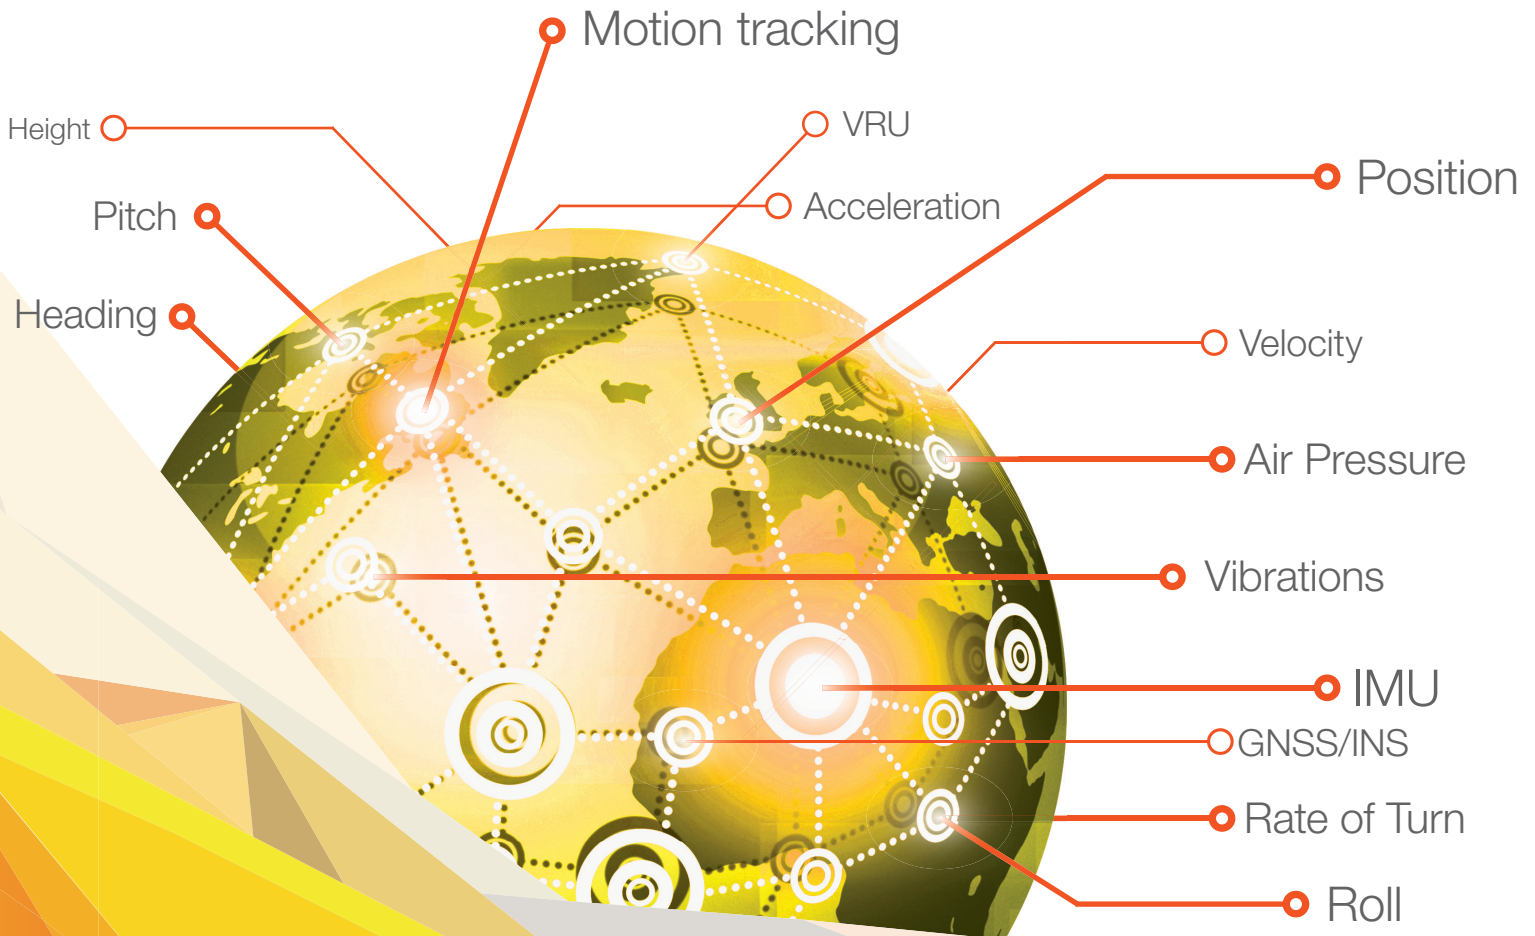 Motion tracking
Height
VRU
Position
Pitch
Acceleration
Heading
Velocity
Air Pressure
Vibrations
IMU
GNSS/INS
Rate of Turn
Roll